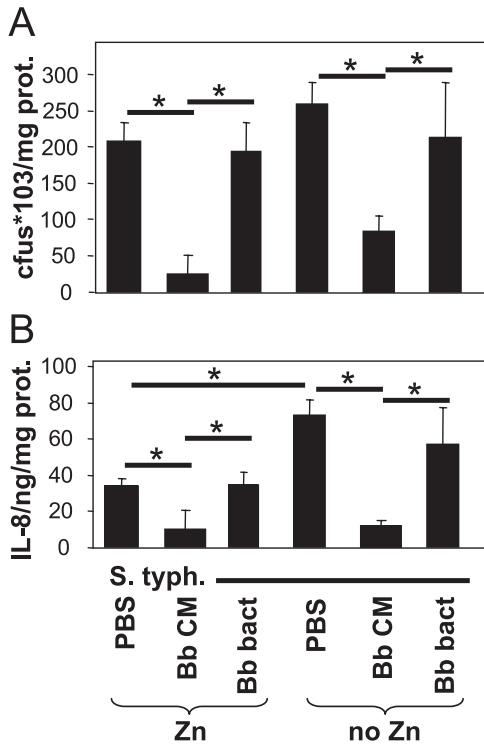 A
cfus*103/mg prot.
300
250
200
150
100
50
0
* * * *
B
IL-8/ng/mg prot.
100
80
60
40
20
0
* * * * *
S. typh.
PBS Bb CM Bb bact PBS Bb CM Bb bact
Zn no Zn